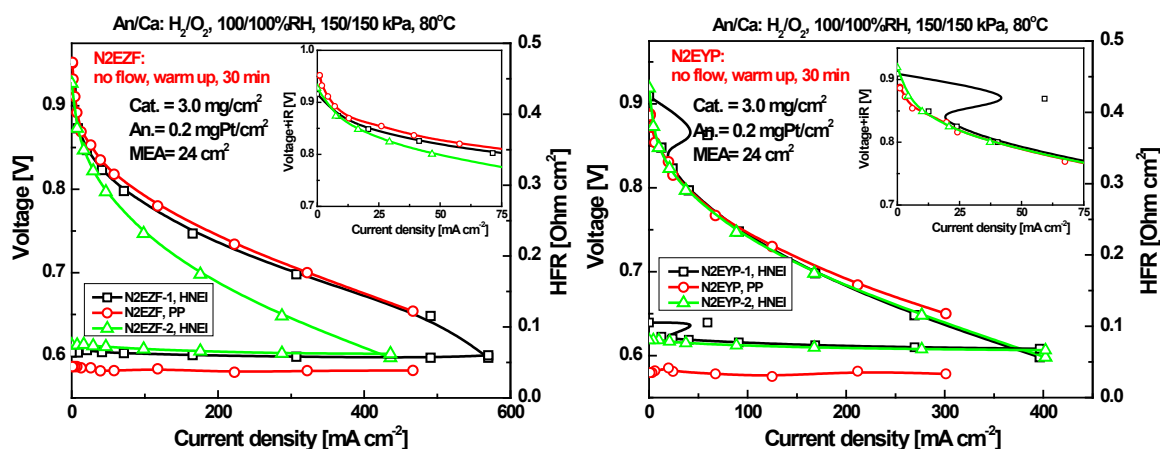 An/Ca: H₂/O₂, 100/100%RH, 150/150 kPa, 80°C
N2EZF:
no flow, warm up, 30 min
Cat. = 3.0 mg/cm²
An.= 0.2 mgPt/cm²
MEA= 24 cm²
Voltage [V]
0.9
0.8
0.7
0.6
0
200
400
600
Current density [mA cm⁻²]
0.5
0.4
0.3
0.2
0.1
0.0
HFR [Ohm cm²]
N2EZF-1, HNEI
N2EZF, PP
N2EZF-2, HNEI
Voltage+iR [V]
1.0
0.9
0.8
0.7
0
25
50
75
Current density [mA cm⁻²]
An/Ca: H₂/O₂, 100/100%RH, 150/150 kPa, 80°C
N2EYP:
no flow, warm up, 30 min
Cat. = 3.0 mg/cm²
An.= 0.2 mgPt/cm²
MEA= 24 cm²
Voltage [V]
0.9
0.8
0.7
0.6
0
100
200
300
400
Current density [mA cm⁻²]
0.5
0.4
0.3
0.2
0.1
0.0
HFR [Ohm cm²]
N2EYP-1, HNEI
N2EYP, PP
N2EYP-2, HNEI
Voltage+iR [V]
0.9
0.8
0.7
0
25
50
75
Current density [mA cm⁻²]